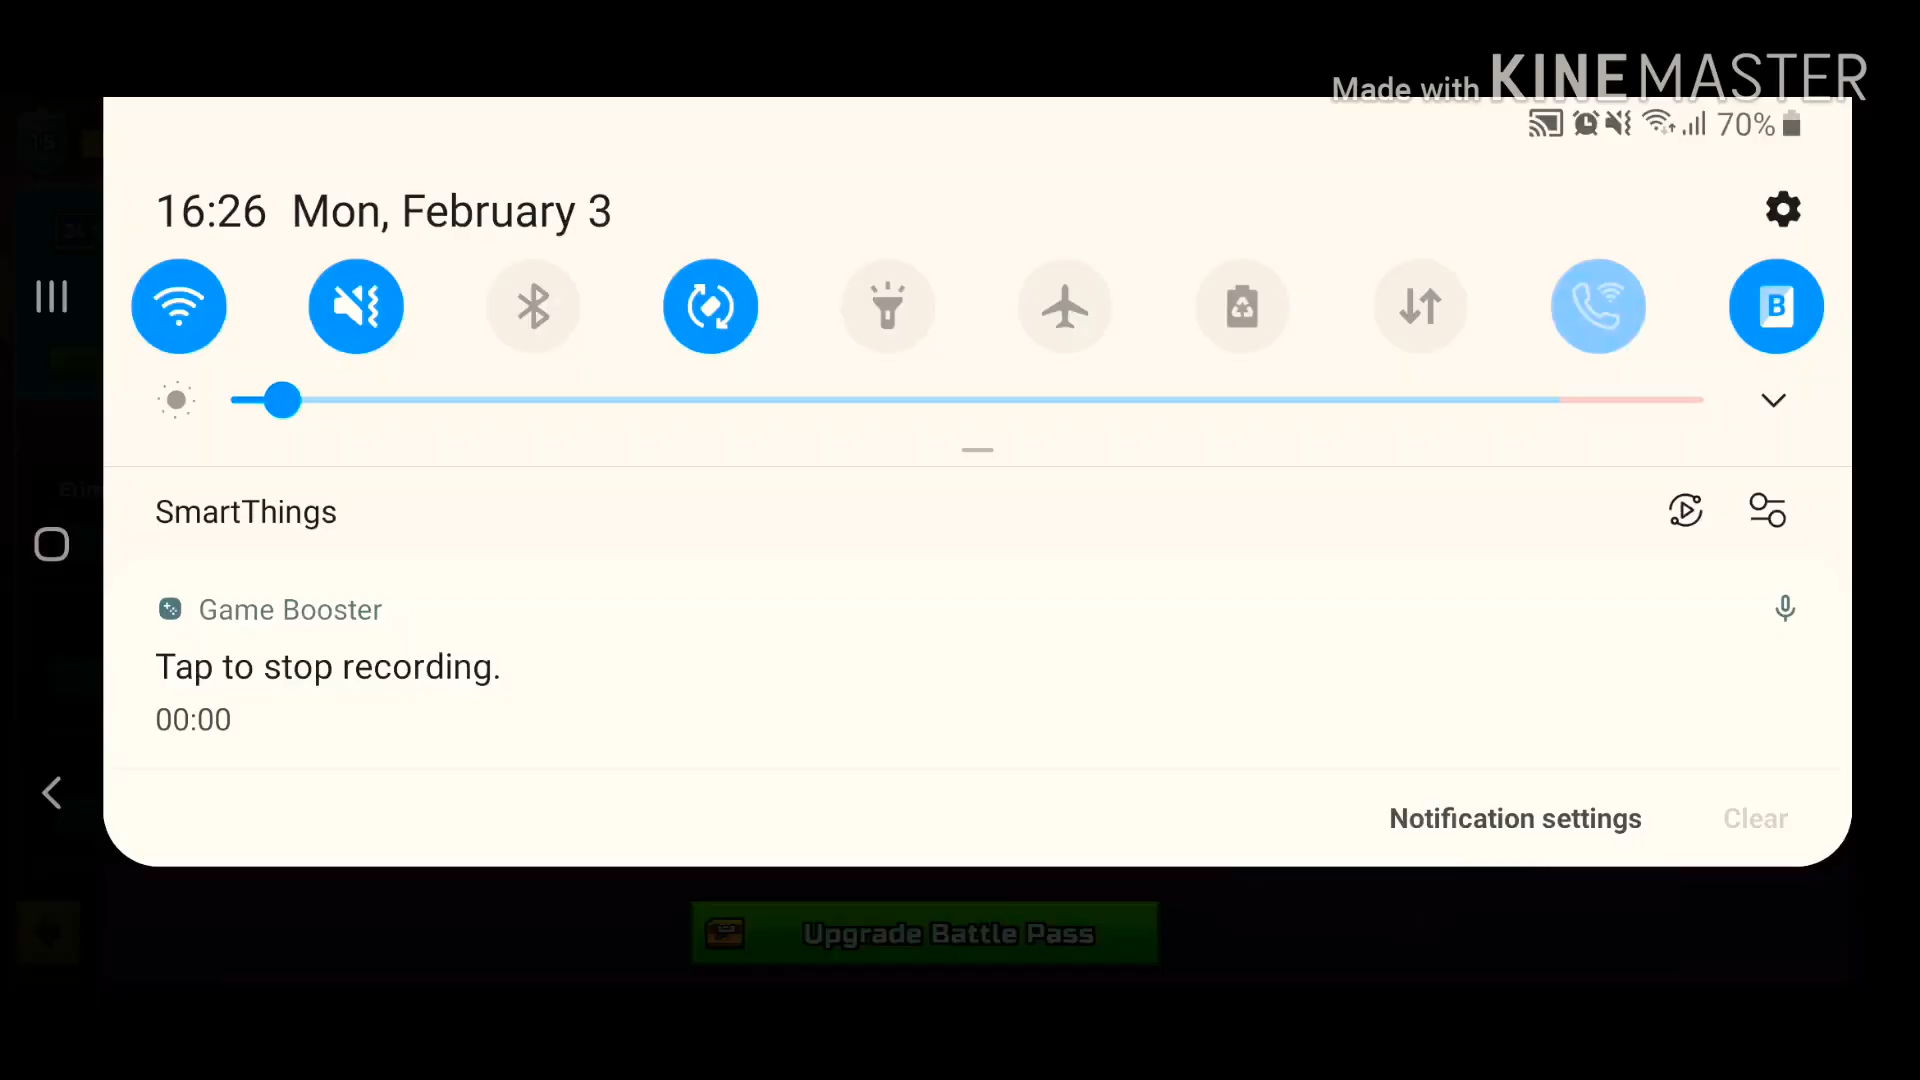 Made with KINEMASTER
70%
16:26 Mon, February 3
B
SmartThings
Game Booster
Tap to stop recording.
00:00
Notification settings Clear
Upgrade Battle Pass